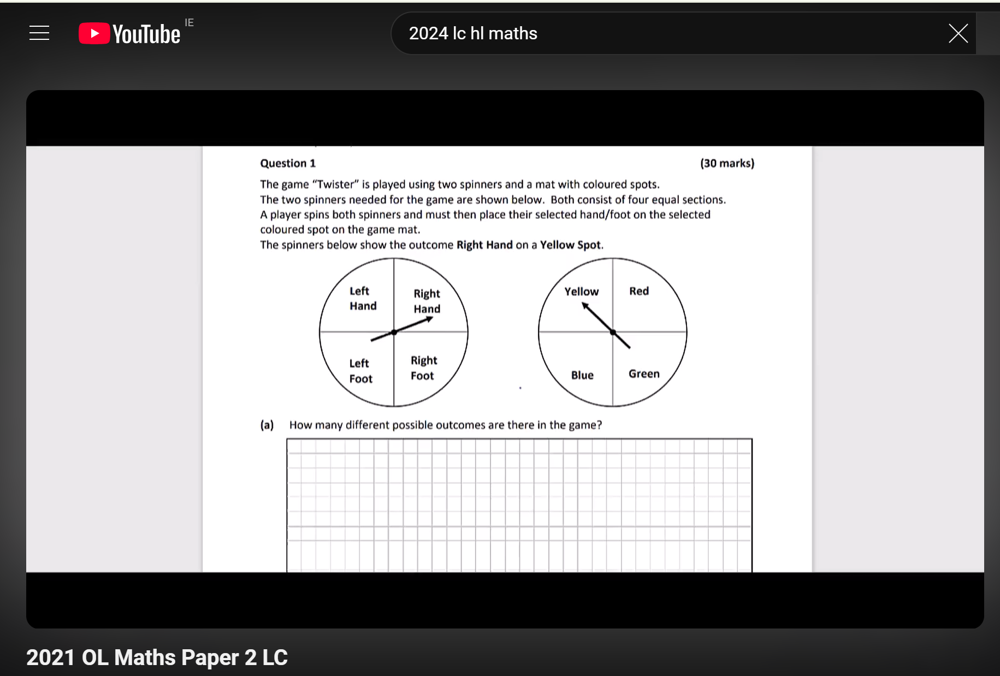 YouTube IE
2024 lc hl maths
Question 1 (30 marks)
The game “Twister” is played using two spinners and a mat with coloured spots.
The two spinners needed for the game are shown below. Both consist of four equal sections.
A player spins both spinners and must then place their selected hand/foot on the selected
coloured spot on the game mat.
The spinners below show the outcome Right Hand on a Yellow Spot.
Left
Hand
Right
Hand
Left
Foot
Right
Foot
Yellow
Red
Blue
Green
(a) How many different possible outcomes are there in the game?
2021 OL Maths Paper 2 LC